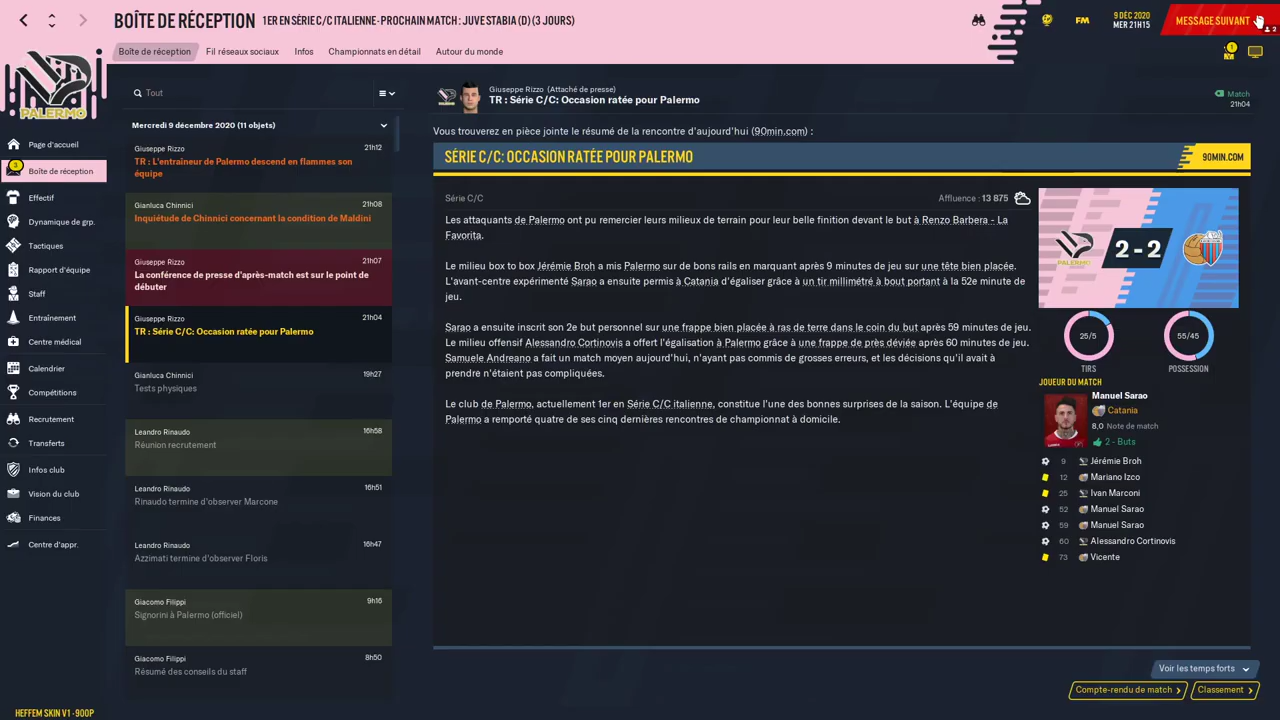 BOÎTE DE RÉCEPTION
1ER EN SÉRIE C/C ITALIENNE - PROCHAIN MATCH : JUVE STABIA (D) (3 JOURS)
FM
9 DÉC 2020
MER 21H15
MESSAGE SUIVANT
2
Boîte de réception
Fil réseaux sociaux
Infos
Championnats en détail
Autour du monde
1
PALERMO
Page d'accueil
3
Boîte de réception
Effectif
Dynamique de grp.
Tactiques
Rapport d'équipe
Staff
Entraînement
Centre médical
Calendrier
Compétitions
Recrutement
Transferts
Infos club
Vision du club
Finances
Centre d'appr.
HEFFEM SKIN V1 - 900P
Tout
Mercredi 9 décembre 2020 (11 objets)
Giuseppe Rizzo 21h12
TR : L'entraîneur de Palermo descend en flammes son
équipe
Gianluca Chinnici 21h08
Inquiétude de Chinnici concernant la condition de Maldini
Giuseppe Rizzo 21h07
La conférence de presse d'après-match est sur le point de
débuter
Giuseppe Rizzo 21h04
TR : Série C/C: Occasion ratée pour Palermo
Gianluca Chinnici 19h27
Tests physiques
Leandro Rinaudo 16h58
Réunion recrutement
Leandro Rinaudo 16h51
Rinaudo termine d'observer Marcone
Leandro Rinaudo 16h47
Azzimati termine d'observer Floris
Giacomo Filippi 9h16
Signorini à Palermo (officiel)
Giacomo Filippi 8h50
Résumé des conseils du staff
Giuseppe Rizzo (Attaché de presse)
TR : Série C/C: Occasion ratée pour Palermo
Match
21h04
Vous trouverez en pièce jointe le résumé de la rencontre d'aujourd'hui (90min.com) :
SÉRIE C/C: OCCASION RATÉE POUR PALERMO
90MIN.COM
Série C/C
Affluence : 13 875
Les attaquants de Palermo ont pu remercier leurs milieux de terrain pour leur belle finition devant le but à Renzo Barbera - La
Favorita.
Le milieu box to box Jérémie Broh a mis Palermo sur de bons rails en marquant après 9 minutes de jeu sur une tête bien placée.
L'avant-centre expérimenté Sarao a ensuite permis à Catania d'égaliser grâce à un tir millimétré à bout portant à la 52e minute de
jeu.
Sarao a ensuite inscrit son 2e but personnel sur une frappe bien placée à ras de terre dans le coin du but après 59 minutes de jeu.
Le milieu offensif Alessandro Cortinovis a offert l'égalisation à Palermo grâce à une frappe de près déviée après 60 minutes de jeu.
Samuele Andreano a fait un match moyen aujourd'hui, n'ayant pas commis de grosses erreurs, et les décisions qu'il avait à
prendre n'étaient pas compliquées.
Le club de Palermo, actuellement 1er en Série C/C italienne, constitue l'une des bonnes surprises de la saison. L'équipe de
Palermo a remporté quatre de ses cinq dernières rencontres de championnat à domicile.
PALERMO
2 - 2
25/5
TIRS
55/45
POSSESSION
JOUEUR DU MATCH
Manuel Sarao
Catania
8,0 Note de match
2 - Buts
9 Jérémie Broh
12 Mariano Izco
25 Ivan Marconi
52 Manuel Sarao
59 Manuel Sarao
60 Alessandro Cortinovis
73 Vicente
Voir les temps forts
Compte-rendu de match
Classement